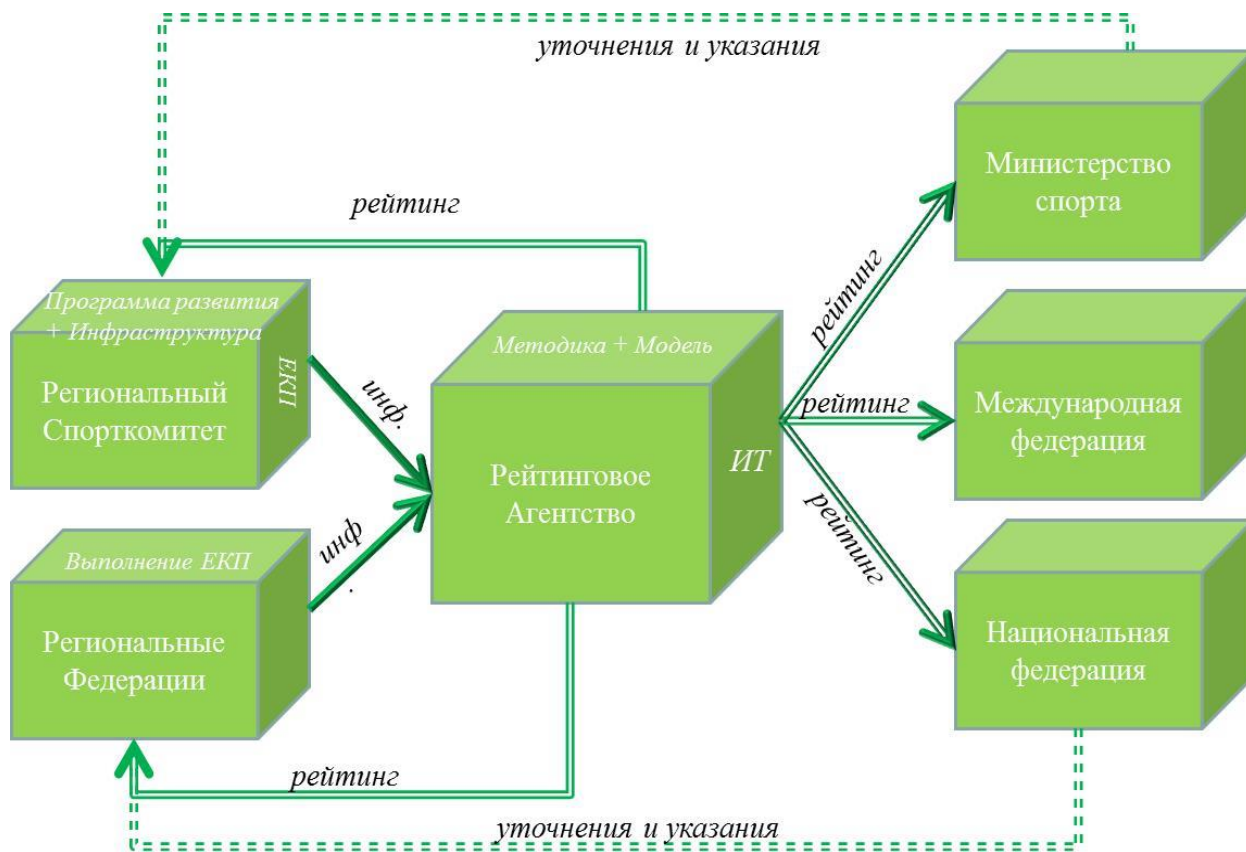 уточнения и указания
Министерство
спорта
рейтинг
рейтинг
Программа развития
+ Инфраструктура
ЕКП
Региональный
Спорткомитет
инф.
Методика + Модель
Рейтинговое
Агентство
ИТ
рейтинг
Международная
федерация
инф
.
Выполнение ЕКП
Региональные
Федерации
рейтинг
Национальная
федерация
рейтинг
уточнения и указания